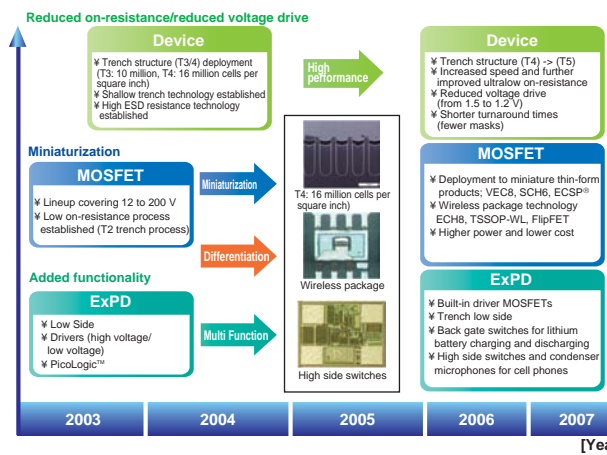 Reduced on-resistance/reduced voltage drive
Device
¥ Trench structure (T3/4) deployment
(T3: 10 million, T4: 16 million cells per
square inch)
¥ Shallow trench technology established
¥ High ESD resistance technology
established
High
performance
Device
¥ Trench structure (T4) -> (T5)
¥ Increased speed and further
improved ultralow on-resistance
¥ Reduced voltage drive
(from 1.5 to 1.2 V)
¥ Shorter turnaround times
(fewer masks)
Miniaturization
MOSFET
¥ Lineup covering 12 to 200 V
¥ Low on-resistance process
established (T2 trench process)
Miniaturization
Differentiation
T4: 16 million cells per
square inch)
Wireless package
High side switches
MOSFET
¥ Deployment to miniature thin-form
products; VEC8, SCH6, ECSP®
¥ Wireless package technology
ECH8, TSSOP-WL, FlipFET
¥ Higher power and lower cost
Added functionality
ExPD
¥ Low Side
¥ Drivers (high voltage/
low voltage)
¥ PicoLogic™
Multi Function
ExPD
¥ Built-in driver MOSFETs
¥ Trench low side
¥ Back gate switches for lithium
battery charging and discharging
¥ High side switches and condenser
microphones for cell phones
2003
2004
2005
2006
2007
[Yea